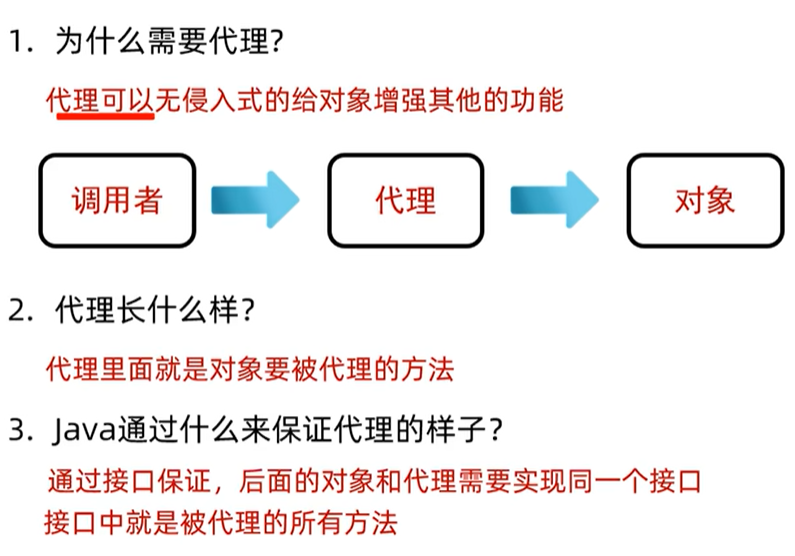 1. 为什么需要代理?
代理可以无侵入式的给对象增强其他的功能
调用者
代理
对象
2. 代理长什么样?
代理里面就是对象要被代理的方法
3. Java通过什么来保证代理的样子?
通过接口保证，后面的对象和代理需要实现同一个接口
接口中就是被代理的所有方法